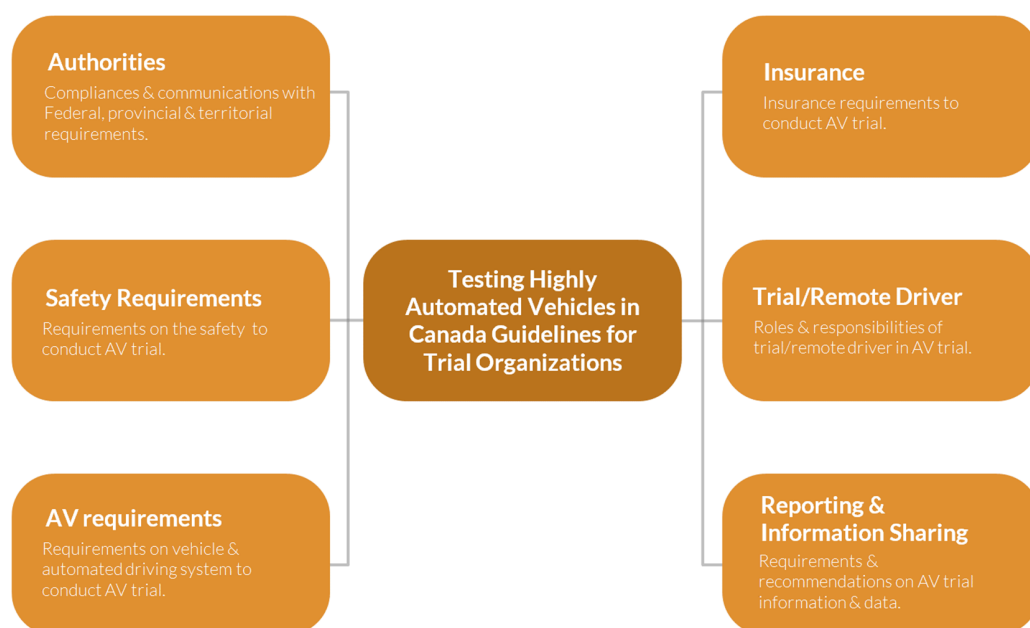 Authorities
Compliances & communications with
Federal, provincial & territorial
requirements.
Safety Requirements
Requirements on the safety to
conduct AV trial.
AV requirements
Requirements on vehicle &
automated driving system to
conduct AV trial.
Testing Highly
Automated Vehicles in
Canada Guidelines for
Trial Organizations
Insurance
Insurance requirements to
conduct AV trial.
Trial/Remote Driver
Roles & responsibilities of
trial/remote driver in AV trial.
Reporting &
Information Sharing
Requirements &
recommendations on AV trial
information & data.